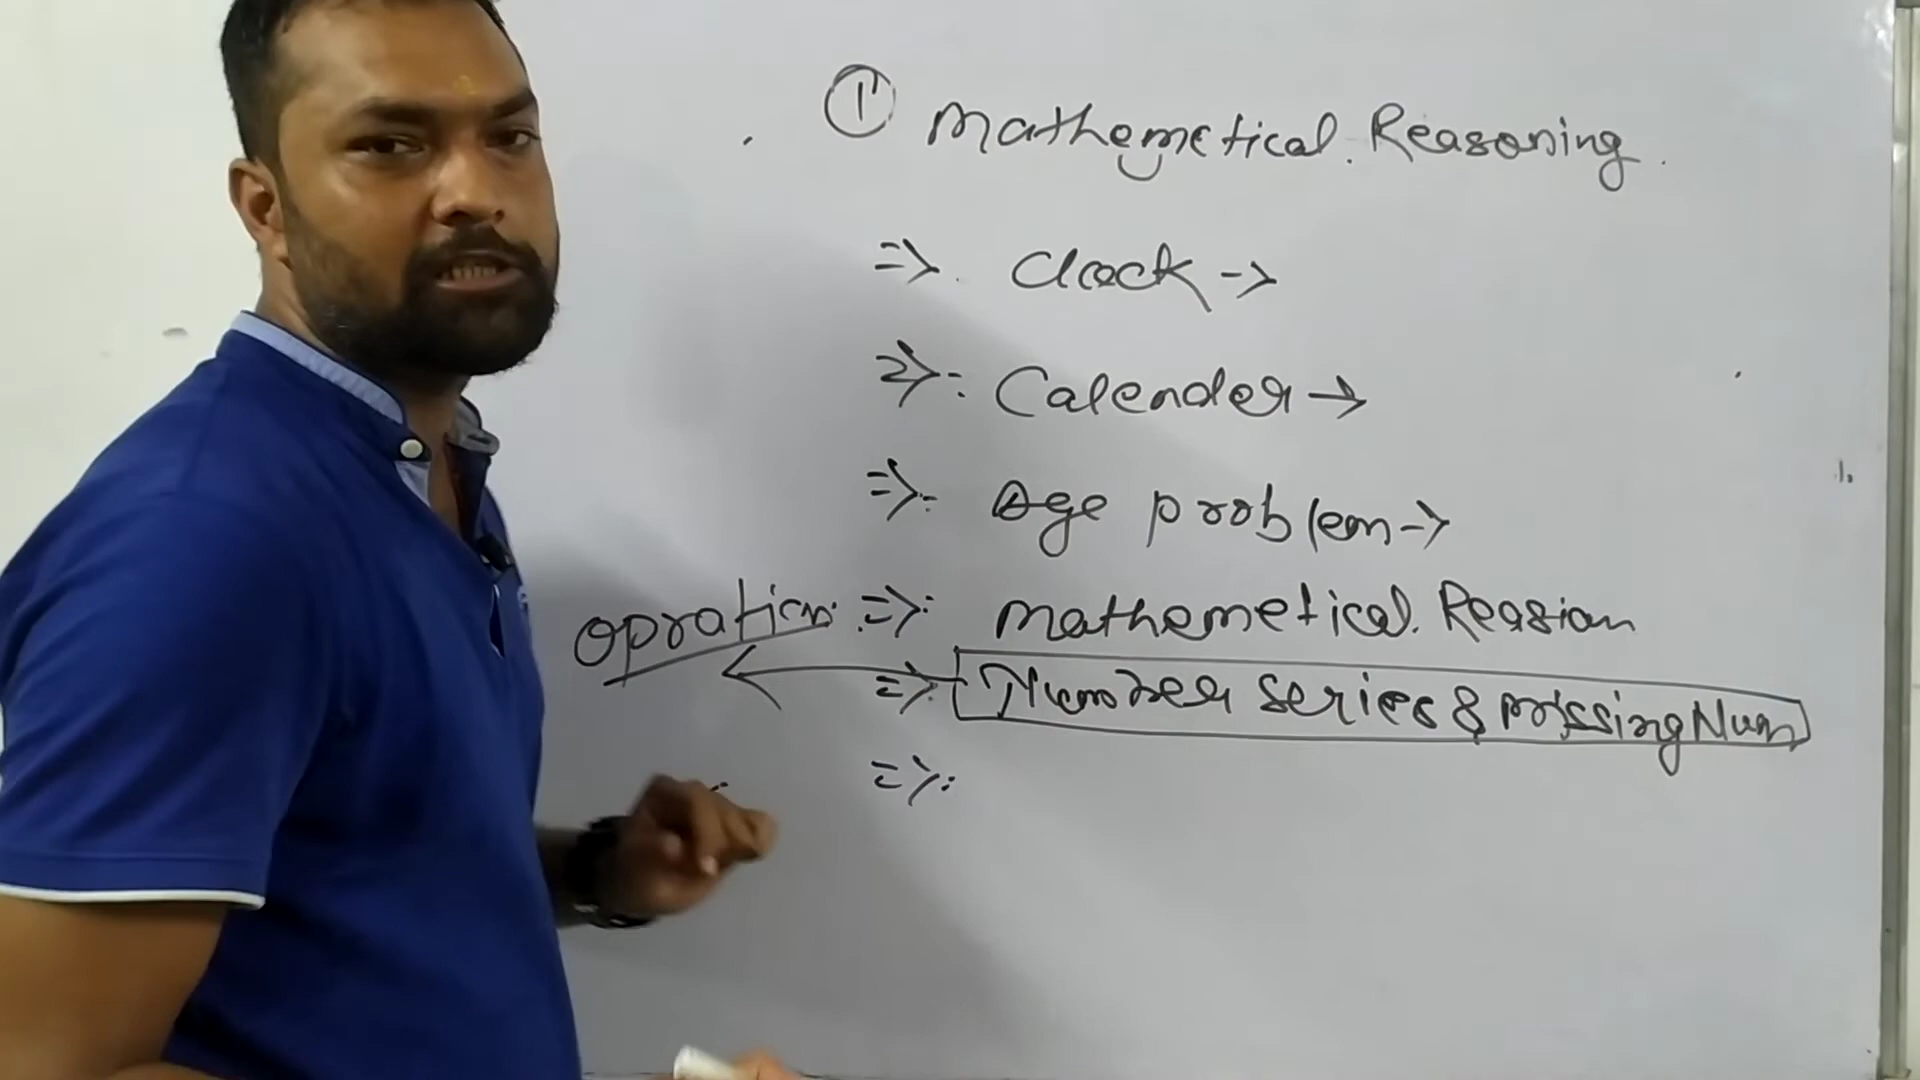 ① Mathemetical. Reasoning.
=> Clock ->
=> : Calender ->
=> : Age problem ->
Opration. => : Mathemetical. Reasion
=> : Number series & missing Num
=> :